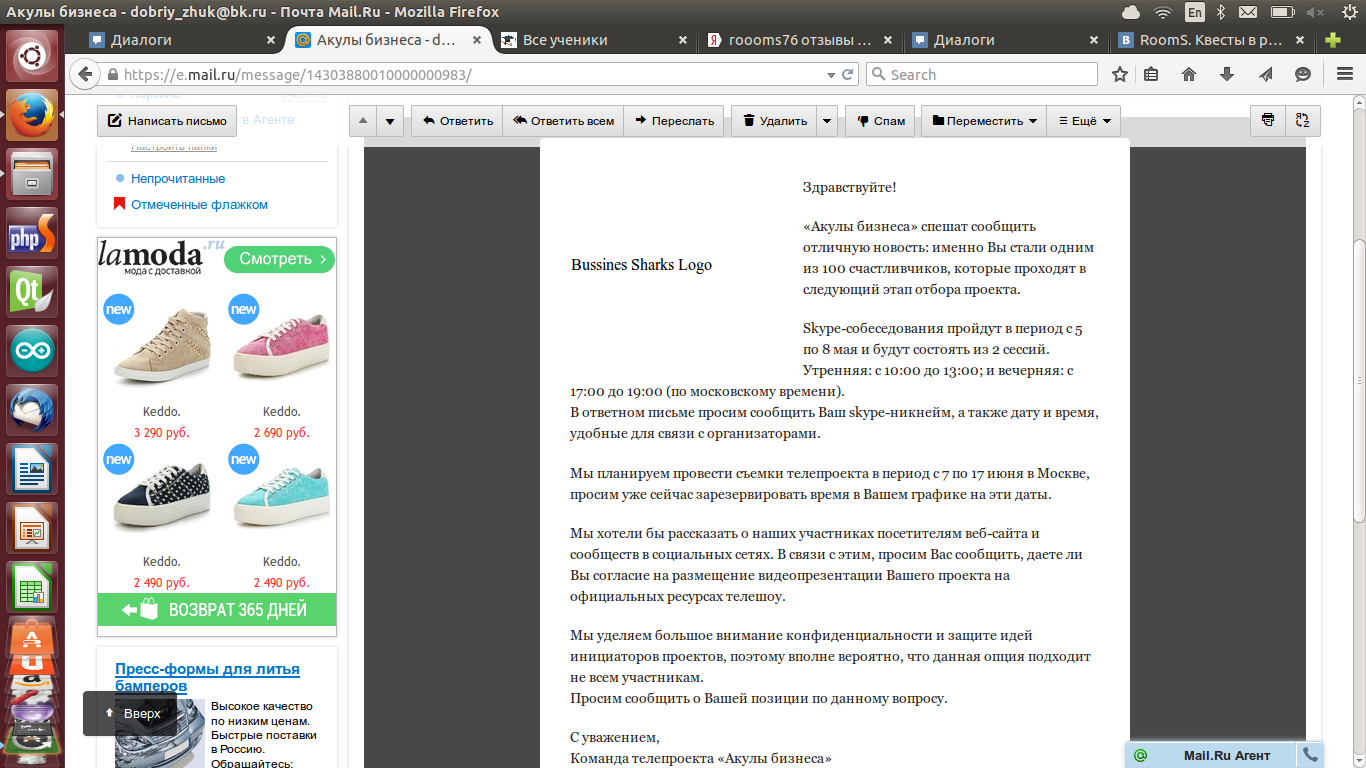 Акулы бизнеса - dobriy_zhuk@bk.ru - Почта Mail.Ru - Mozilla Firefox
En
Диалоги
Акулы бизнеса - d...
Все ученики
roooms76 отзывы ...
Диалоги
RoomS. Квесты в р...
https://e.mail.ru/message/14303880010000000983/
Search
Корзина
Написать письмо
в Агенте
Ответить
Ответить всем
Переслать
Удалить
Спам
Переместить
Ещё
Настроить папки
Непрочитанные
Отмеченные флажком
lamoda.ru
мода с доставкой
Смотреть
new
new
Keddo.
Keddo.
3 290 руб.
2 690 руб.
new
new
Keddo.
Keddo.
2 490 руб.
2 490 руб.
ВОЗВРАТ 365 ДНЕЙ
Пресс-формы для литья
бамперов
Высокое качество
по низким ценам.
Быстрые поставки
в Россию.
Обращайтесь:
Вверх
Bussines Sharks Logo
Здравствуйте!
«Акулы бизнеса» спешат сообщить
отличную новость: именно Вы стали одним
из 100 счастливчиков, которые проходят в
следующий этап отбора проекта.
Skype-собеседования пройдут в период с 5
по 8 мая и будут состоять из 2 сессий.
Утренняя: с 10:00 до 13:00; и вечерняя: с
17:00 до 19:00 (по московскому времени).
В ответном письме просим сообщить Ваш skype-никнейм, а также дату и время,
удобные для связи с организаторами.
Мы планируем провести съемки телепроекта в период с 7 по 17 июня в Москве,
просим уже сейчас зарезервировать время в Вашем графике на эти даты.
Мы хотели бы рассказать о наших участниках посетителям веб-сайта и
сообществ в социальных сетях. В связи с этим, просим Вас сообщить, даете ли
Вы согласие на размещение видеопрезентации Вашего проекта на
официальных ресурсах телешоу.
Мы уделяем большое внимание конфиденциальности и защите идей
инициаторов проектов, поэтому вполне вероятно, что данная опция подходит
не всем участникам.
Просим сообщить о Вашей позиции по данному вопросу.
С уважением,
Команда телепроекта «Акулы бизнеса»
Mail.Ru Агент
php
Qt